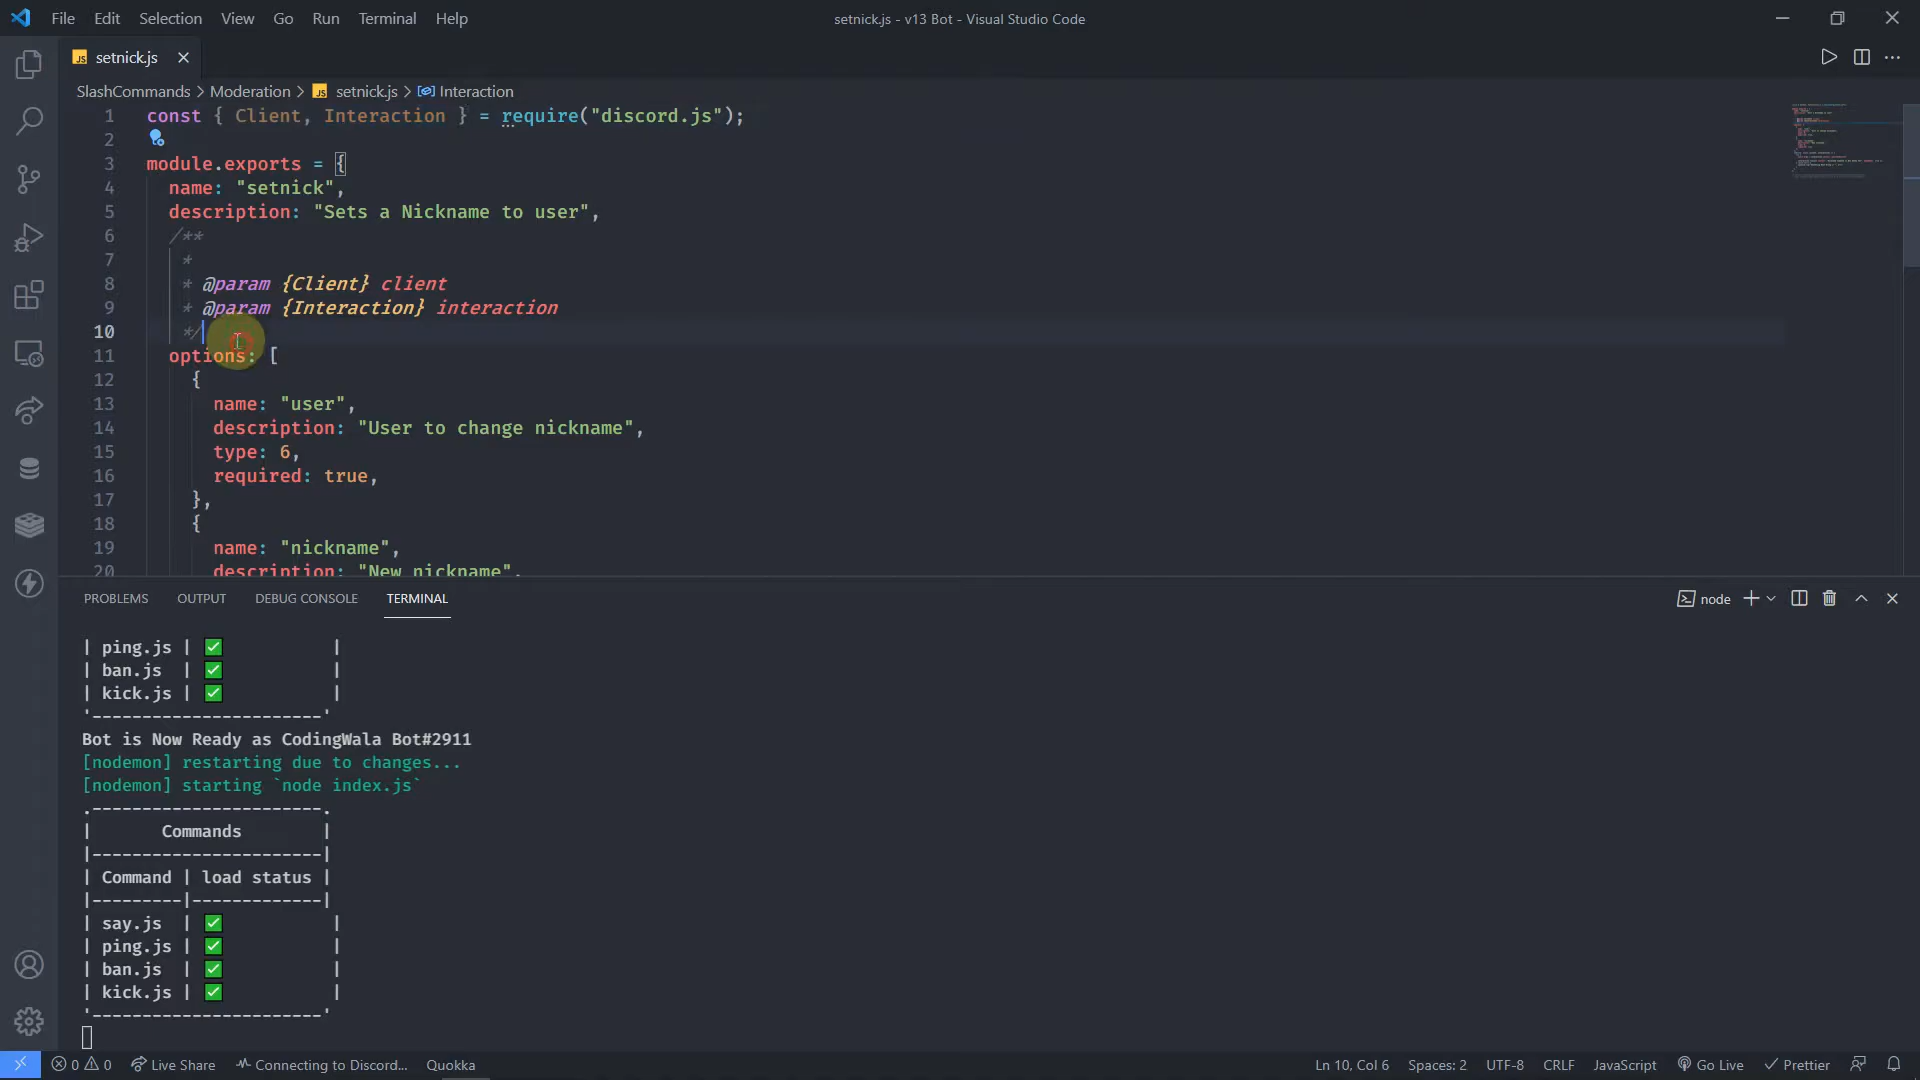 File Edit Selection View Go Run Terminal Help
setnick.js - v13 Bot - Visual Studio Code
JS setnick.js
SlashCommands > Moderation > JS setnick.js > Interaction
1 const { Client, Interaction } = require("discord.js");
2
3 module.exports = {
4 name: "setnick",
5 description: "Sets a Nickname to user",
6 /**
7 *
8 * @param {Client} client
9 * @param {Interaction} interaction
10 */
11 options: [
12 {
13 name: "user",
14 description: "User to change nickname",
15 type: 6,
16 required: true,
17 },
18 {
19 name: "nickname",
20 description: "New nickname",
PROBLEMS OUTPUT DEBUG CONSOLE TERMINAL
node
| ping.js | ✅ |
| ban.js | ✅ |
| kick.js | ✅ |
'-----------------------'
Bot is Now Ready as CodingWala Bot#2911
[nodemon] restarting due to changes...
[nodemon] starting `node index.js`
.-----------------------.
| Commands |
|-----------------------|
| Command | load status |
|---------|-------------|
| say.js | ✅ |
| ping.js | ✅ |
| ban.js | ✅ |
| kick.js | ✅ |
'-----------------------'
0 0 Live Share Connecting to Discord... Quokka
Ln 10, Col 6 Spaces: 2 UTF-8 CRLF JavaScript Go Live Prettier